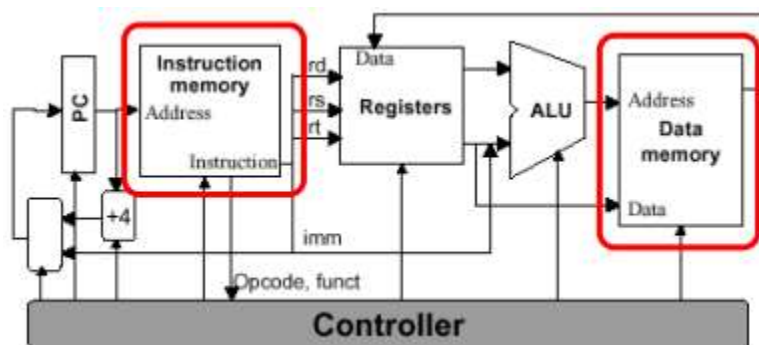 Instruction
memory
Address
Instruction
PC
+4
rd
rs
rt
imm
Opcode, funct
Data
Registers
ALU
Address
Data
memory
Data
Controller